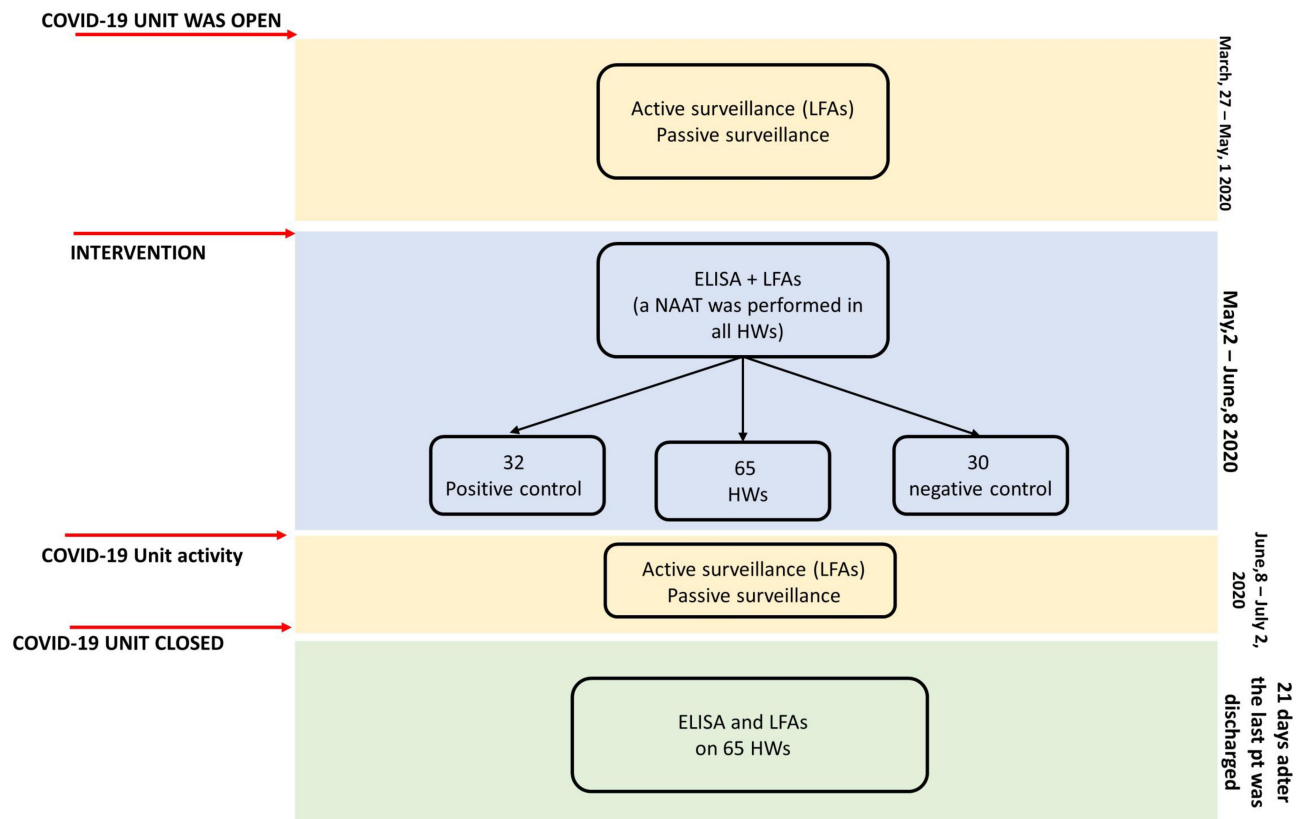 COVID-19 UNIT WAS OPEN
Active surveillance (LFAs)
Passive surveillance
March, 27 – May, 1 2020
INTERVENTION
ELISA + LFAs
(a NAAT was performed in
all HWs)
32
Positive control
65
HWs
30
negative control
May,2 – June,8 2020
COVID-19 Unit activity
Active surveillance (LFAs)
Passive surveillance
June,8 – July 2,
2020
COVID-19 UNIT CLOSED
ELISA and LFAs
on 65 HWs
21 days adter
the last pt was
discharged